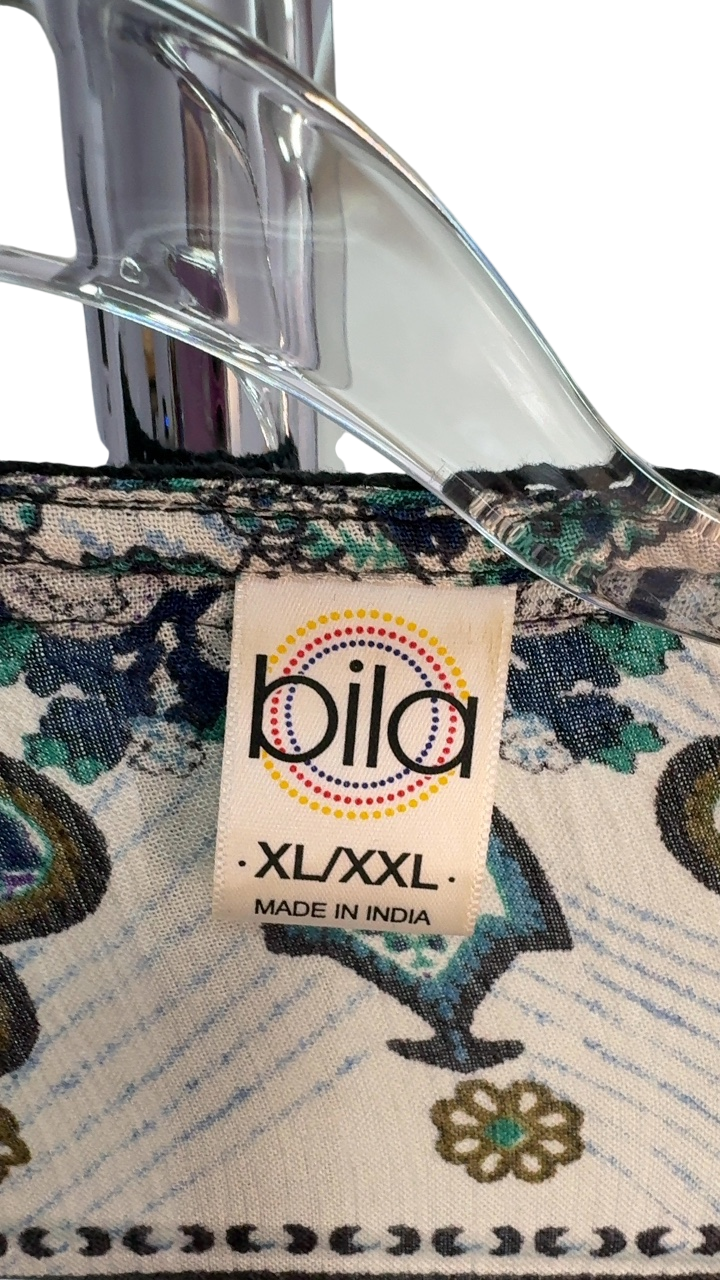 bila
· XL/XXL ·
MADE IN INDIA